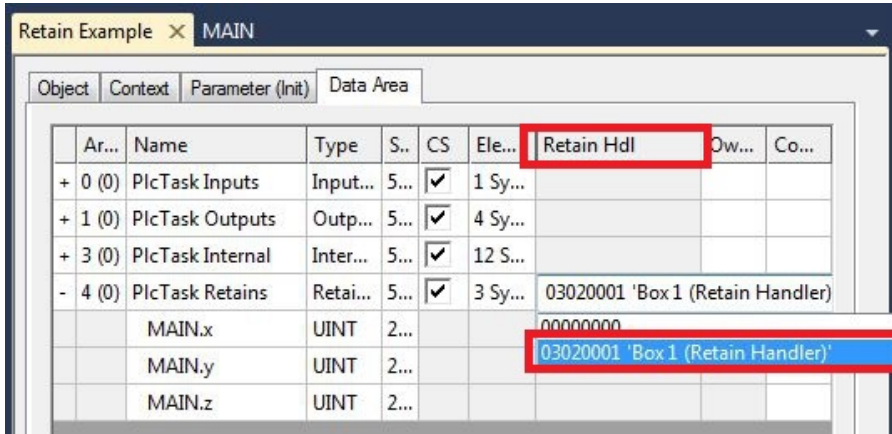 Retain Example MAIN
Object Context Parameter (Init) Data Area
Ar... Name Type S.. CS Ele... Retain Hdl Ow... Co...
+ 0 (0) PlcTask Inputs Input... 5... 1 Sy...
+ 1 (0) PlcTask Outputs Outp... 5... 4 Sy...
+ 3 (0) PlcTask Internal Inter... 5... 12 S...
- 4 (0) PlcTask Retains Retai... 5... 3 Sy... 03020001 'Box 1 (Retain Handler)
MAIN.x UINT 2... 00000000
03020001 'Box 1 (Retain Handler)'
MAIN.y UINT 2...
MAIN.z UINT 2...